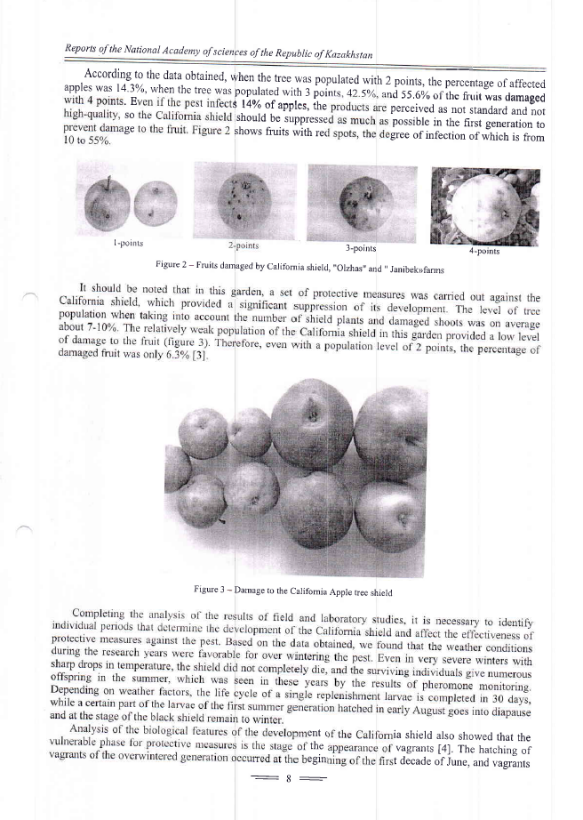 Reports of the National Academy of sciences of the Republic of Kazakhstan
According to the data obtained, when the tree was populated with 2 points, the percentage of affected
apples was 14.3%, when the tree was populated with 3 points, 42.5%, and 55.6% of the fruit was damaged
with 4 points. Even if the pest infects 14% of apples, the products are perceived as not standard and not
high-quality, so the California shield should be suppressed as much as possible in the first generation to
prevent damage to the fruit. Figure 2 shows fruits with red spots, the degree of infection of which is from
10 to 55%.
1-points 2-points 3-points 4-points
Figure 2 – Fruits damaged by California shield, "Olzhas" and " Janibek»farms
It should be noted that in this garden, a set of protective measures was carried out against the
California shield, which provided a significant suppression of its development. The level of tree
population when taking into account the number of shield plants and damaged shoots was on average
about 7-10%. The relatively weak population of the California shield in this garden provided a low level
of damage to the fruit (figure 3). Therefore, even with a population level of 2 points, the percentage of
damaged fruit was only 6.3% [3].
Figure 3 – Damage to the California Apple tree shield
Completing the analysis of the results of field and laboratory studies, it is necessary to identify
individual periods that determine the development of the California shield and affect the effectiveness of
protective measures against the pest. Based on the data obtained, we found that the weather conditions
during the research years were favorable for over wintering the pest. Even in very severe winters with
sharp drops in temperature, the shield did not completely die, and the surviving individuals give numerous
offspring in the summer, which was seen in these years by the results of pheromone monitoring.
Depending on weather factors, the life cycle of a single replenishment larvae is completed in 30 days,
while a certain part of the larvae of the first summer generation hatched in early August goes into diapause
and at the stage of the black shield remain to winter.
Analysis of the biological features of the development of the California shield also showed that the
vulnerable phase for protective measures is the stage of the appearance of vagrants [4]. The hatching of
vagrants of the overwintered generation occurred at the beginning of the first decade of June, and vagrants
8